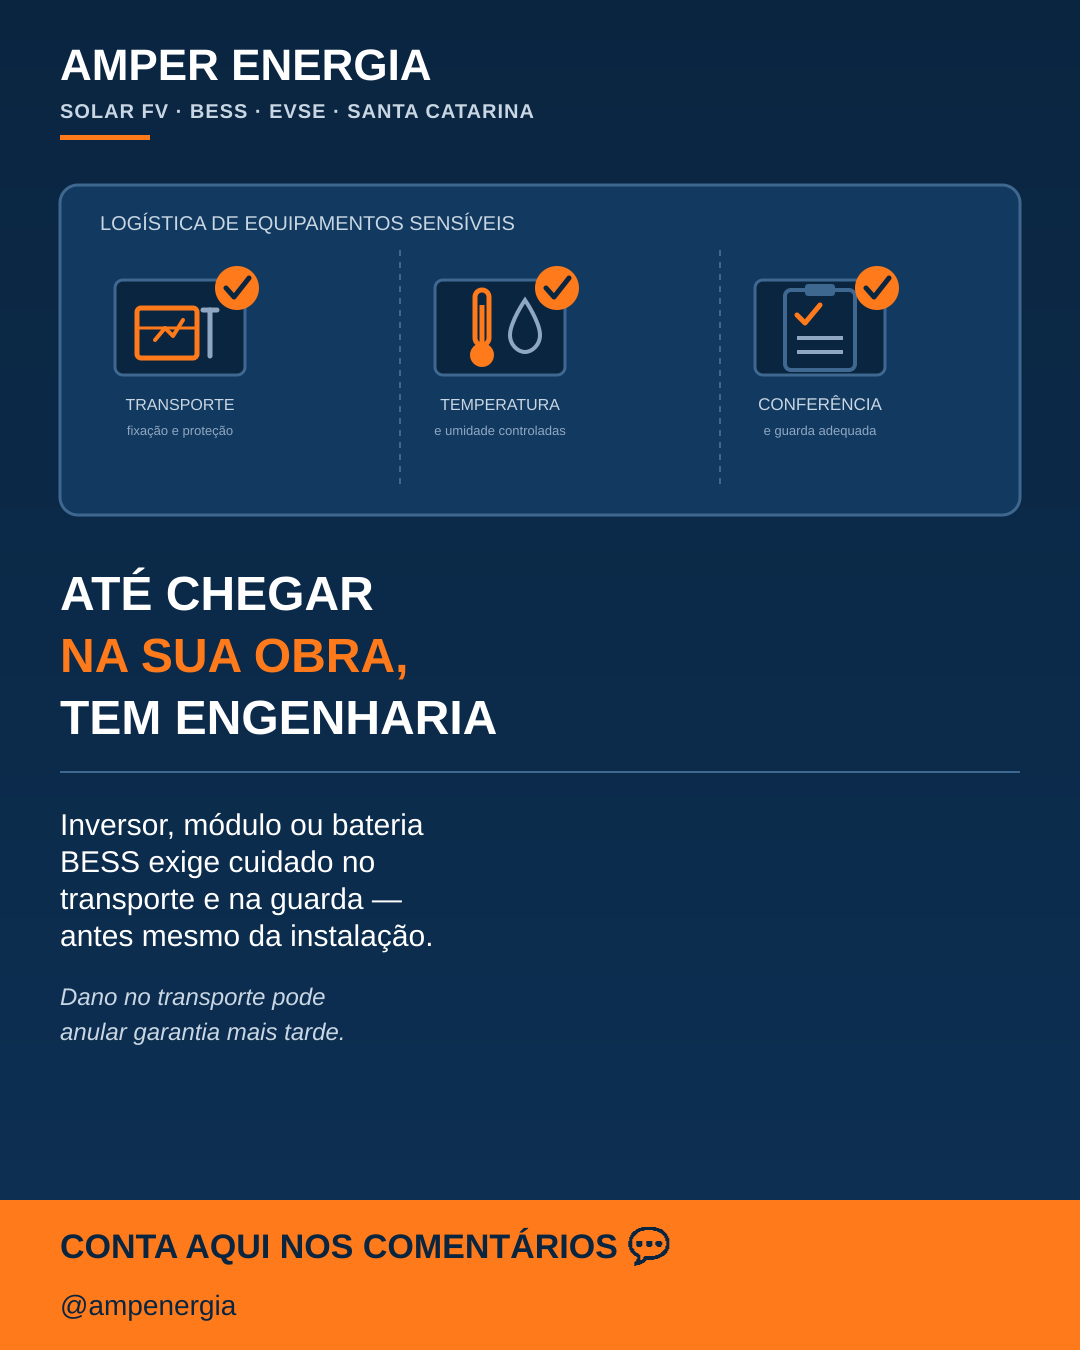 AMPER ENERGIA
SOLAR FV · BESS · EVSE · SANTA CATARINA
LOGÍSTICA DE EQUIPAMENTOS SENSÍVEIS
TRANSPORTE
fixação e proteção
TEMPERATURA
e umidade controladas
CONFERÊNCIA
e guarda adequada
ATÉ CHEGAR
NA SUA OBRA,
TEM ENGENHARIA
Inversor, módulo ou bateria
BESS exige cuidado no
transporte e na guarda —
antes mesmo da instalação.
Dano no transporte pode
anular garantia mais tarde.
CONTA AQUI NOS COMENTÁRIOS 💬
@ampenergia